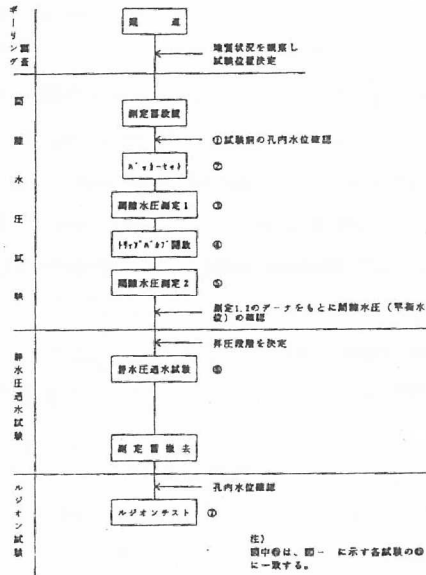 ボーリング調査
掘進
地質状況を観察し
試験位置決定
間隙水圧試験
測定器設置
①試験前の孔内水位確認
パッカーセット ②
間隙水圧測定1 ③
トリップバルブ開放 ④
間隙水圧測定2 ⑤
測定1,2のデータをもとに間隙水圧(平衡水
位)の確認
静水圧透水試験
昇圧段階を決定
静水圧透水試験 ⑥
測定器撤去
ルジオン試験
孔内水位確認
ルジオンテスト ⑦
注)
図中
は、図− に示す各試験の
に一致する。